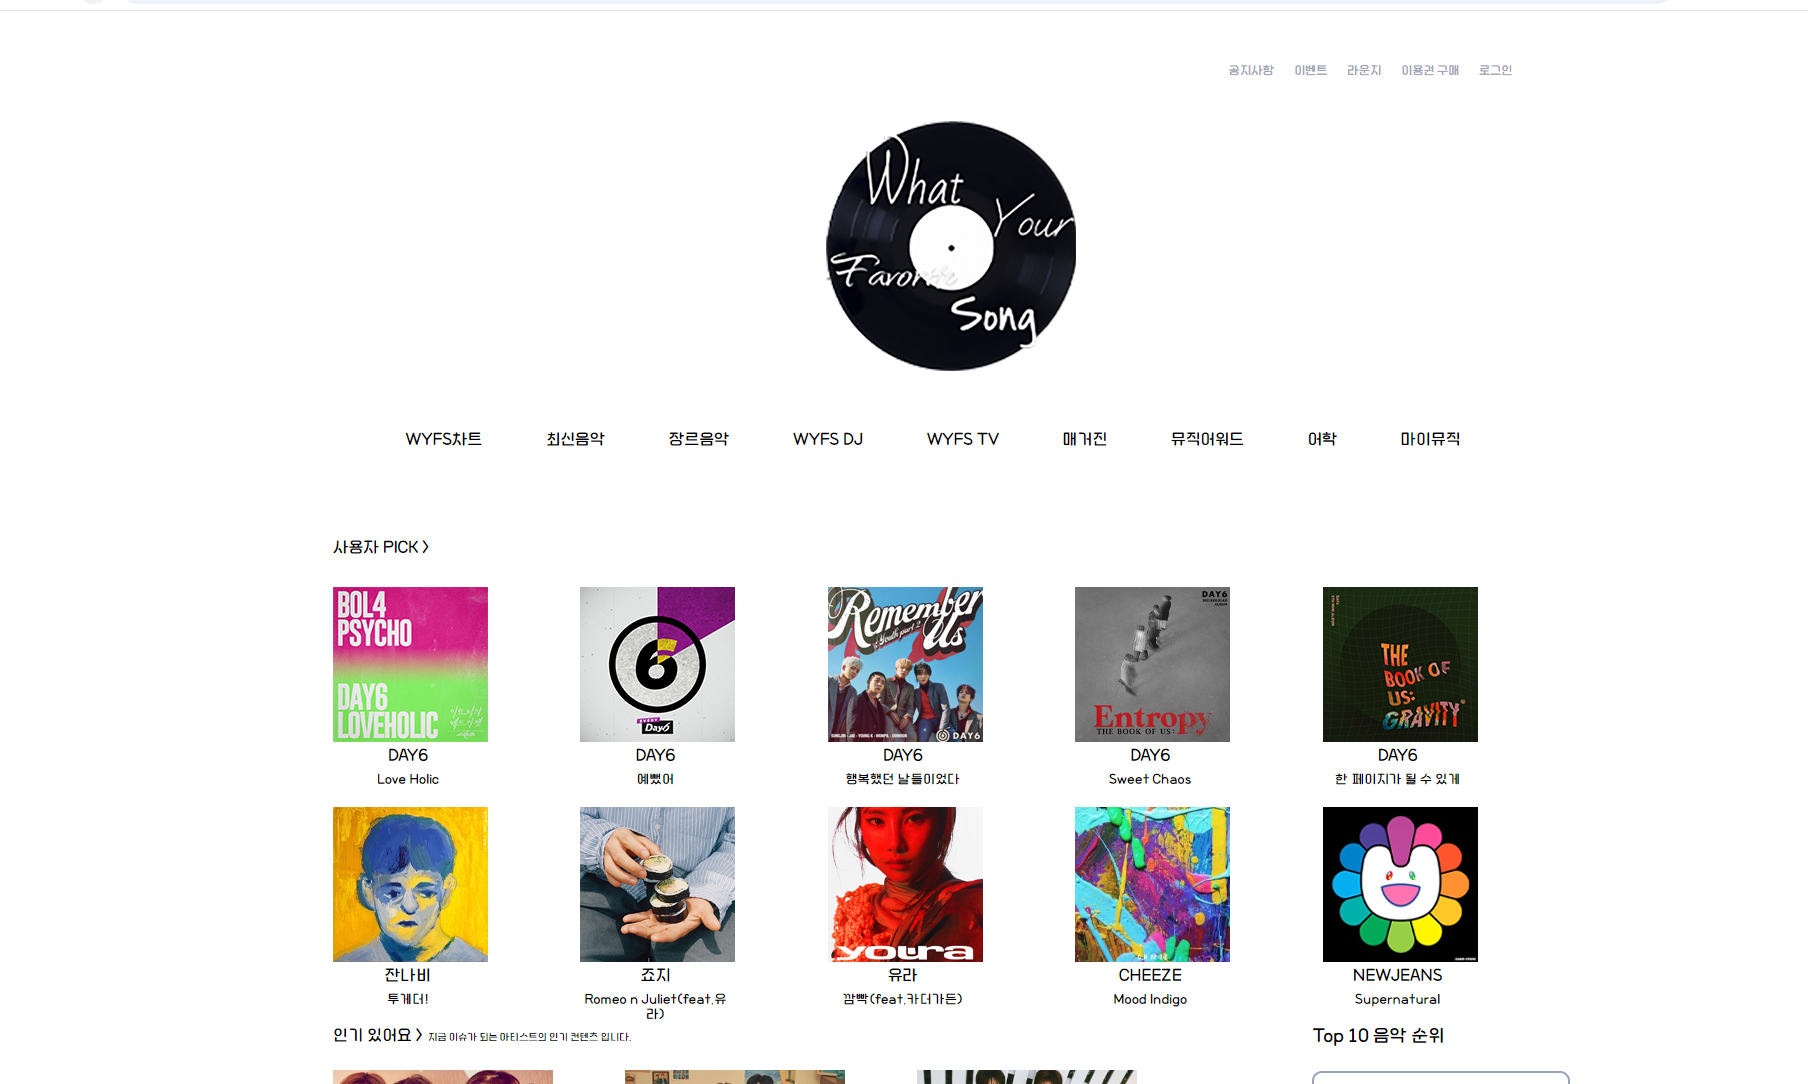 공지사항 이벤트 라운지 이용권 구매 로그인
What
Your
Favorite
Song
WYFS차트 최신음악 장르음악 WYFS DJ WYFS TV 매거진 뮤직어워드 어학 마이뮤직
사용자 PICK >
BOL4
PSYCHO
DAY6
LOVEHOLIC
6
EVERY
Day6
Remember
Us
Youth part 2
DAY6
DAY6
Entropy
THE BOOK OF US:
THE
BOOK OF
US:
GRAVITY
DAY6 DAY6 DAY6 DAY6 DAY6
Love Holic 예뻤어 행복했던 날들이었다 Sweet Chaos 한 페이지가 될 수 있게
youra
잔나비 죠지 유라 CHEEZE NEWJEANS
투게더! Romeo n Juliet(feat.유 깜빡(feat.카더가든) Mood Indigo Supernatural
라)
인기 있어요 > 지금 이슈가 되는 아티스트의 인기 컨텐츠 입니다. Top 10 음악 순위